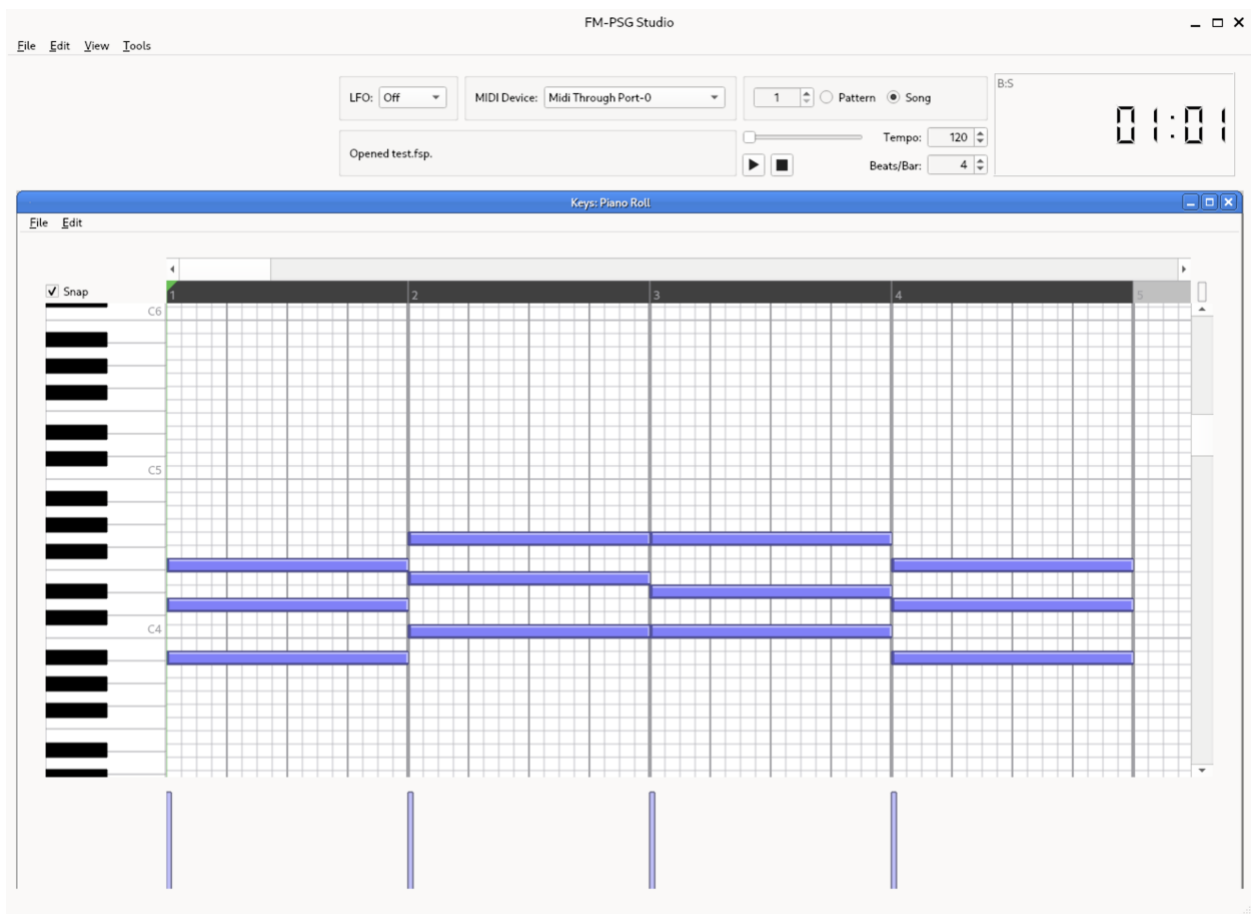 FM-PSG Studio
File Edit View Tools
LFO: Off MIDI Device: Midi Through Port-0 1 Pattern Song
B:S
01:01
Opened test.fsp.
Tempo: 120
Beats/Bar: 4
Keys: Piano Roll
File Edit
Snap
1 2 3 4 5
C6
C5
C4